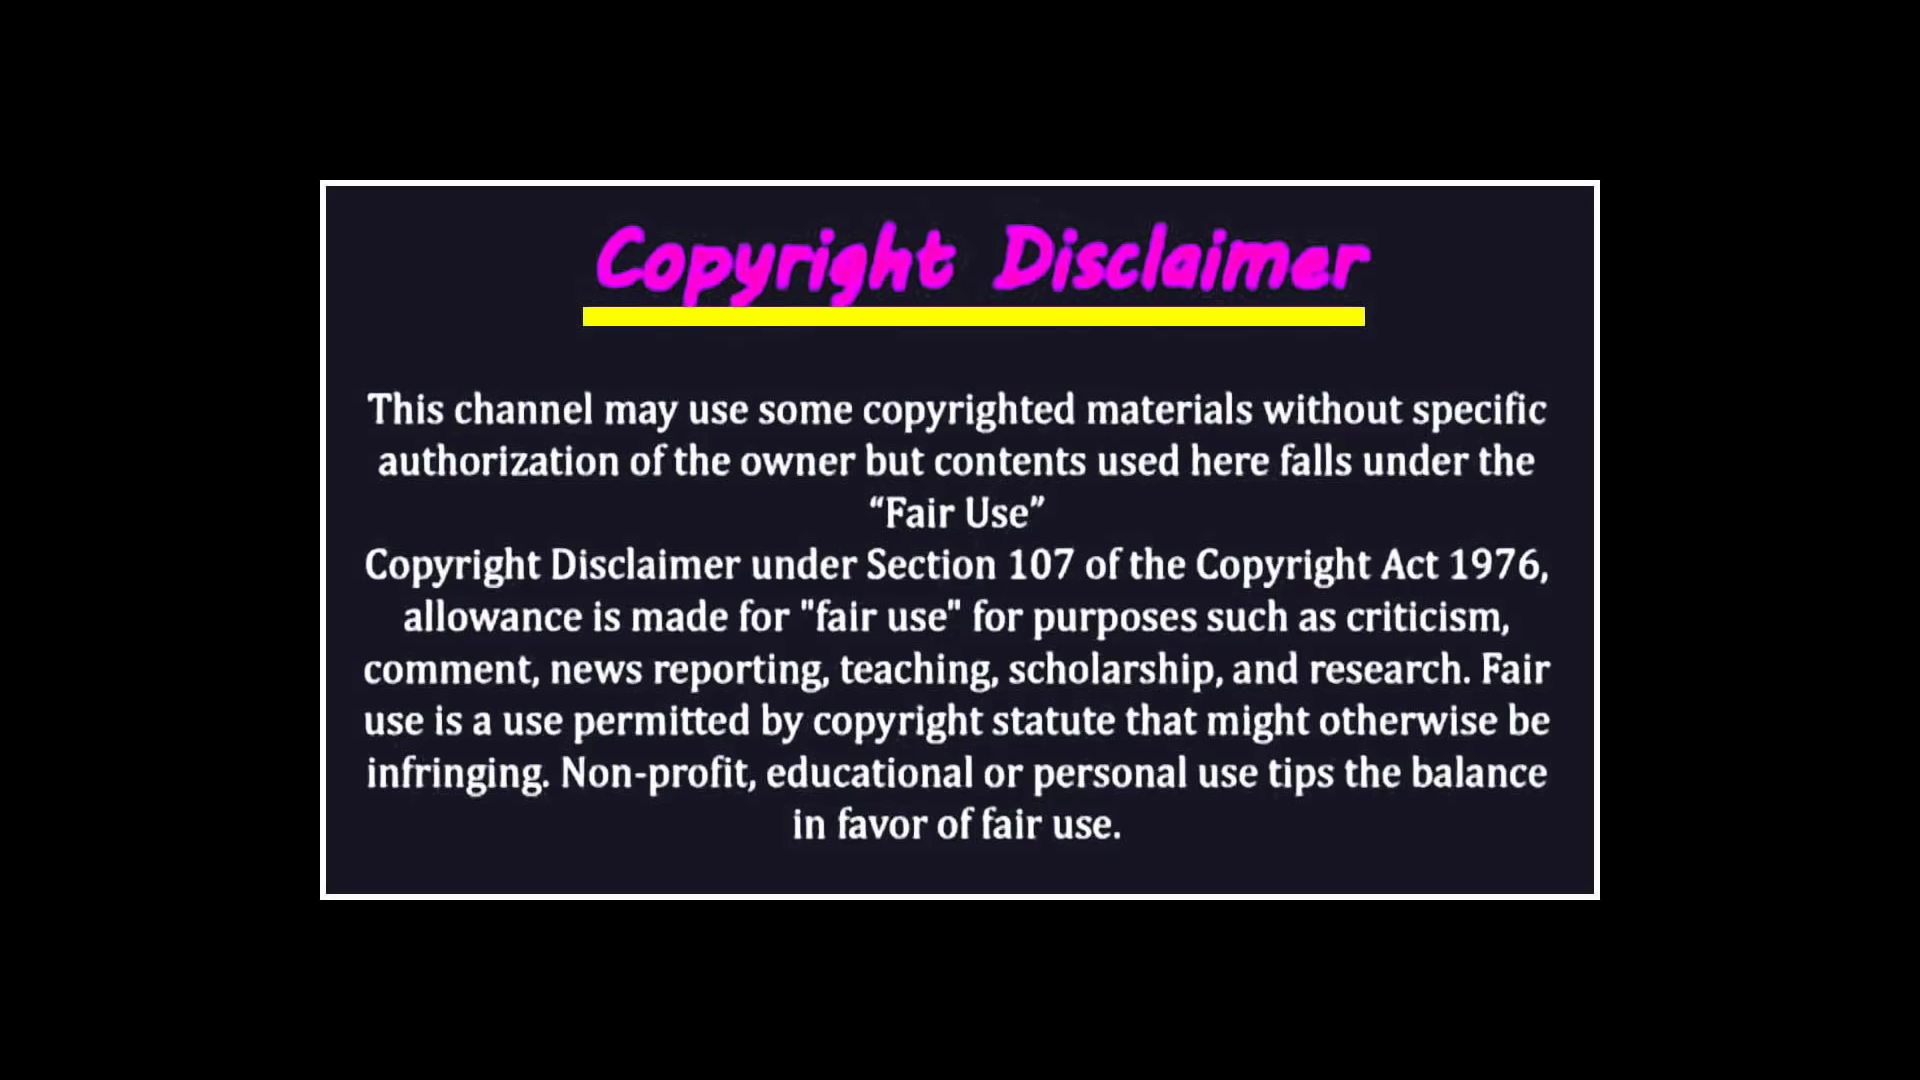 Copyright Disclaimer
This channel may use some copyrighted materials without specific
authorization of the owner but contents used here falls under the
“Fair Use”
Copyright Disclaimer under Section 107 of the Copyright Act 1976,
allowance is made for "fair use" for purposes such as criticism,
comment, news reporting, teaching, scholarship, and research. Fair
use is a use permitted by copyright statute that might otherwise be
infringing. Non-profit, educational or personal use tips the balance
in favor of fair use.